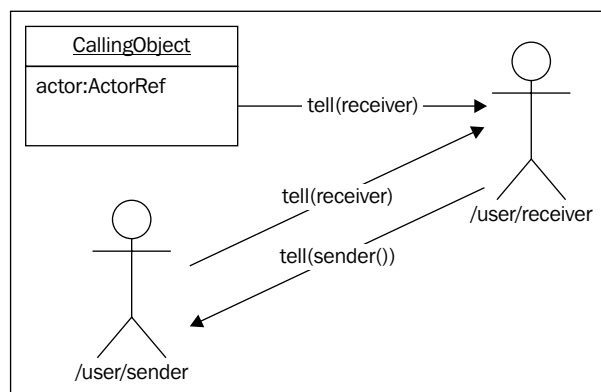 CallingObject
actor:ActorRef
tell(receiver)
/user/receiver
tell(receiver)
tell(sender())
/user/sender